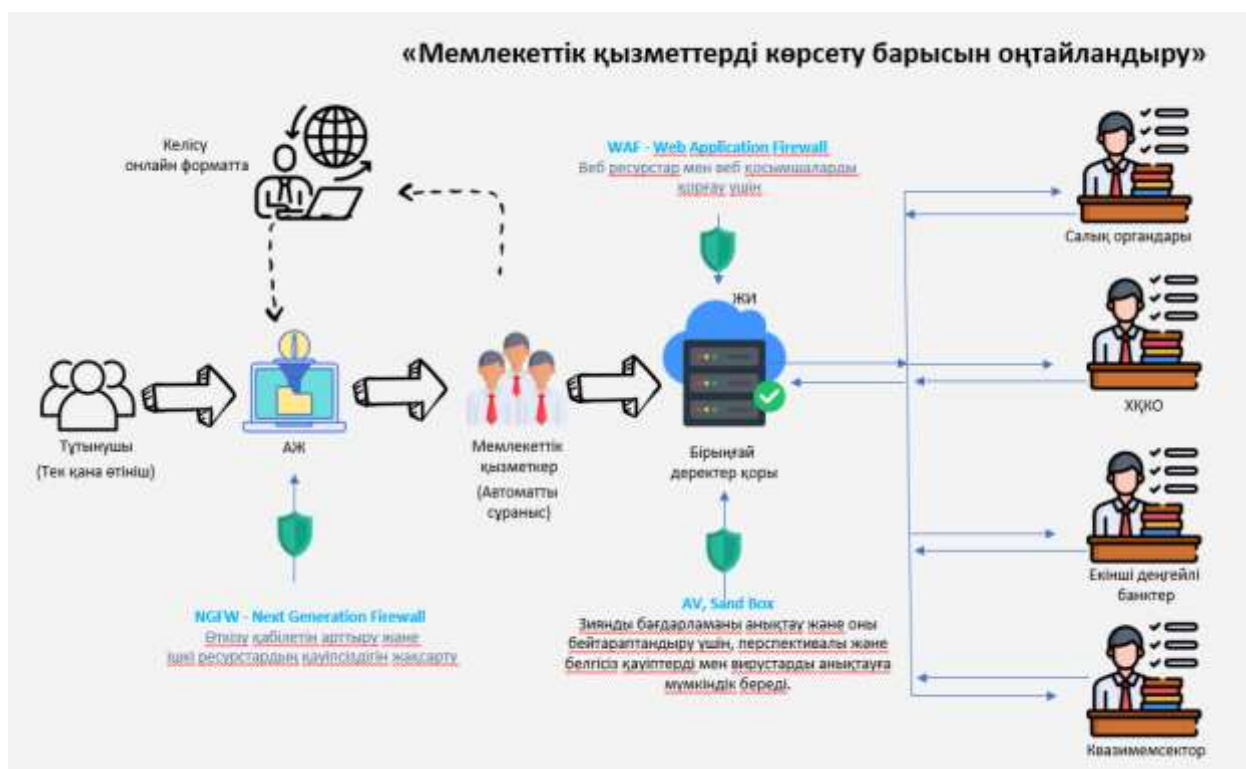 «Мемлекеттік қызметтерді көрсету барысын оңтайландыру»
Келісу
онлайн форматта
WAF - Web Application Firewall
Веб ресурстар мен веб қосымшаларды
қорғау үшін
Салық органдары
ЖИ
ХҚКО
Тұтынушы
(Тек қана өтініш)
АЖ
Мемлекеттік
қызметкер
(Автоматты
сұраныс)
Бірыңғай
деректер қоры
Екінші деңгейлі
банктер
NGFW - Next Generation Firewall
Өткізу қабілетін арттыру және
ішкі ресурстардың қауіпсіздігін жақсарту
AV, Sand Box
Зиянды бағдарламаны анықтау және оны
бейтараптандыру үшін, перспективалы және
белгісіз қауіптерді мен вирустарды анықтауға
мүмкіндік береді.
Квазимемсектор